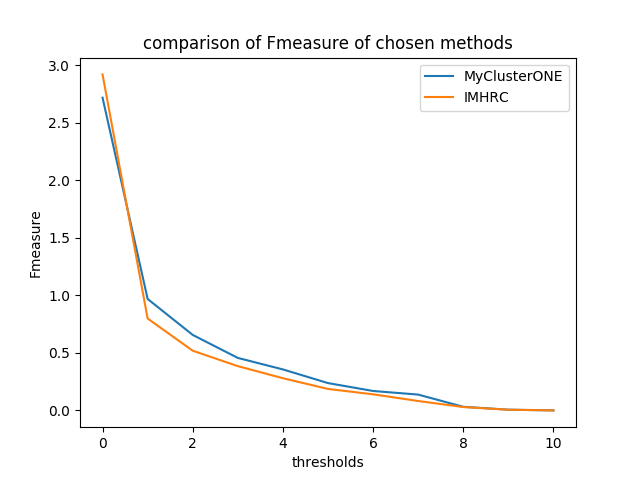 comparison of Fmeasure of chosen methods
MyClusterONE
IMHRC
3.0
2.5
2.0
1.5
1.0
0.5
0.0
Fmeasure
0 2 4 6 8 10
thresholds